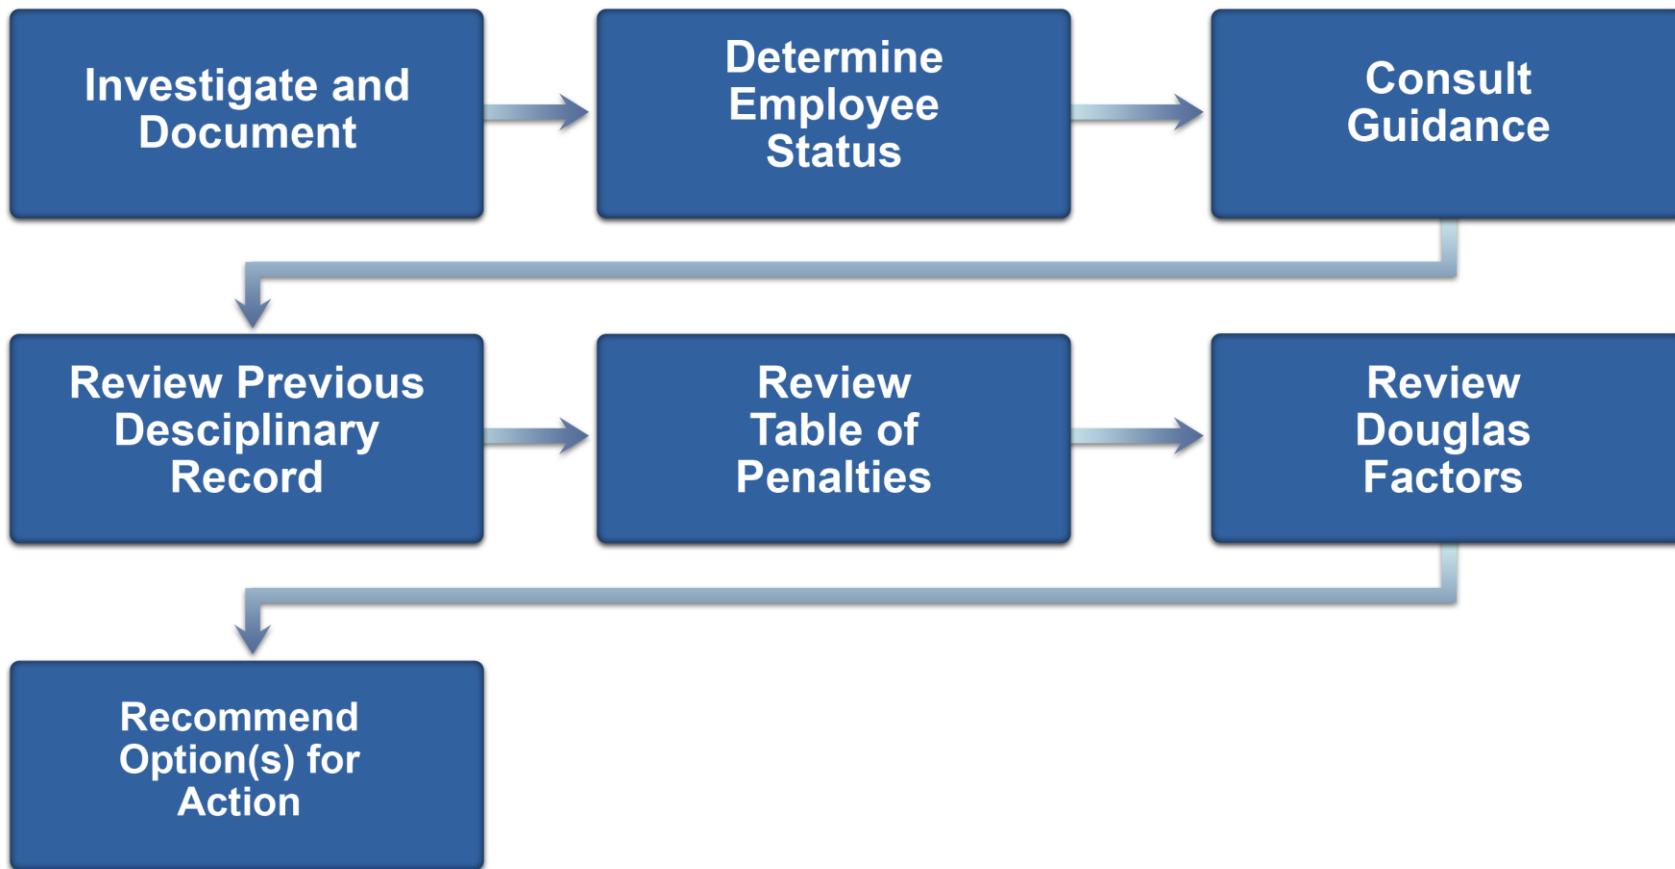 Investigate and
Document
Determine
Employee
Status
Consult
Guidance
Review Previous
Desciplinary
Record
Review
Table of
Penalties
Review
Douglas
Factors
Recommend
Option(s) for
Action